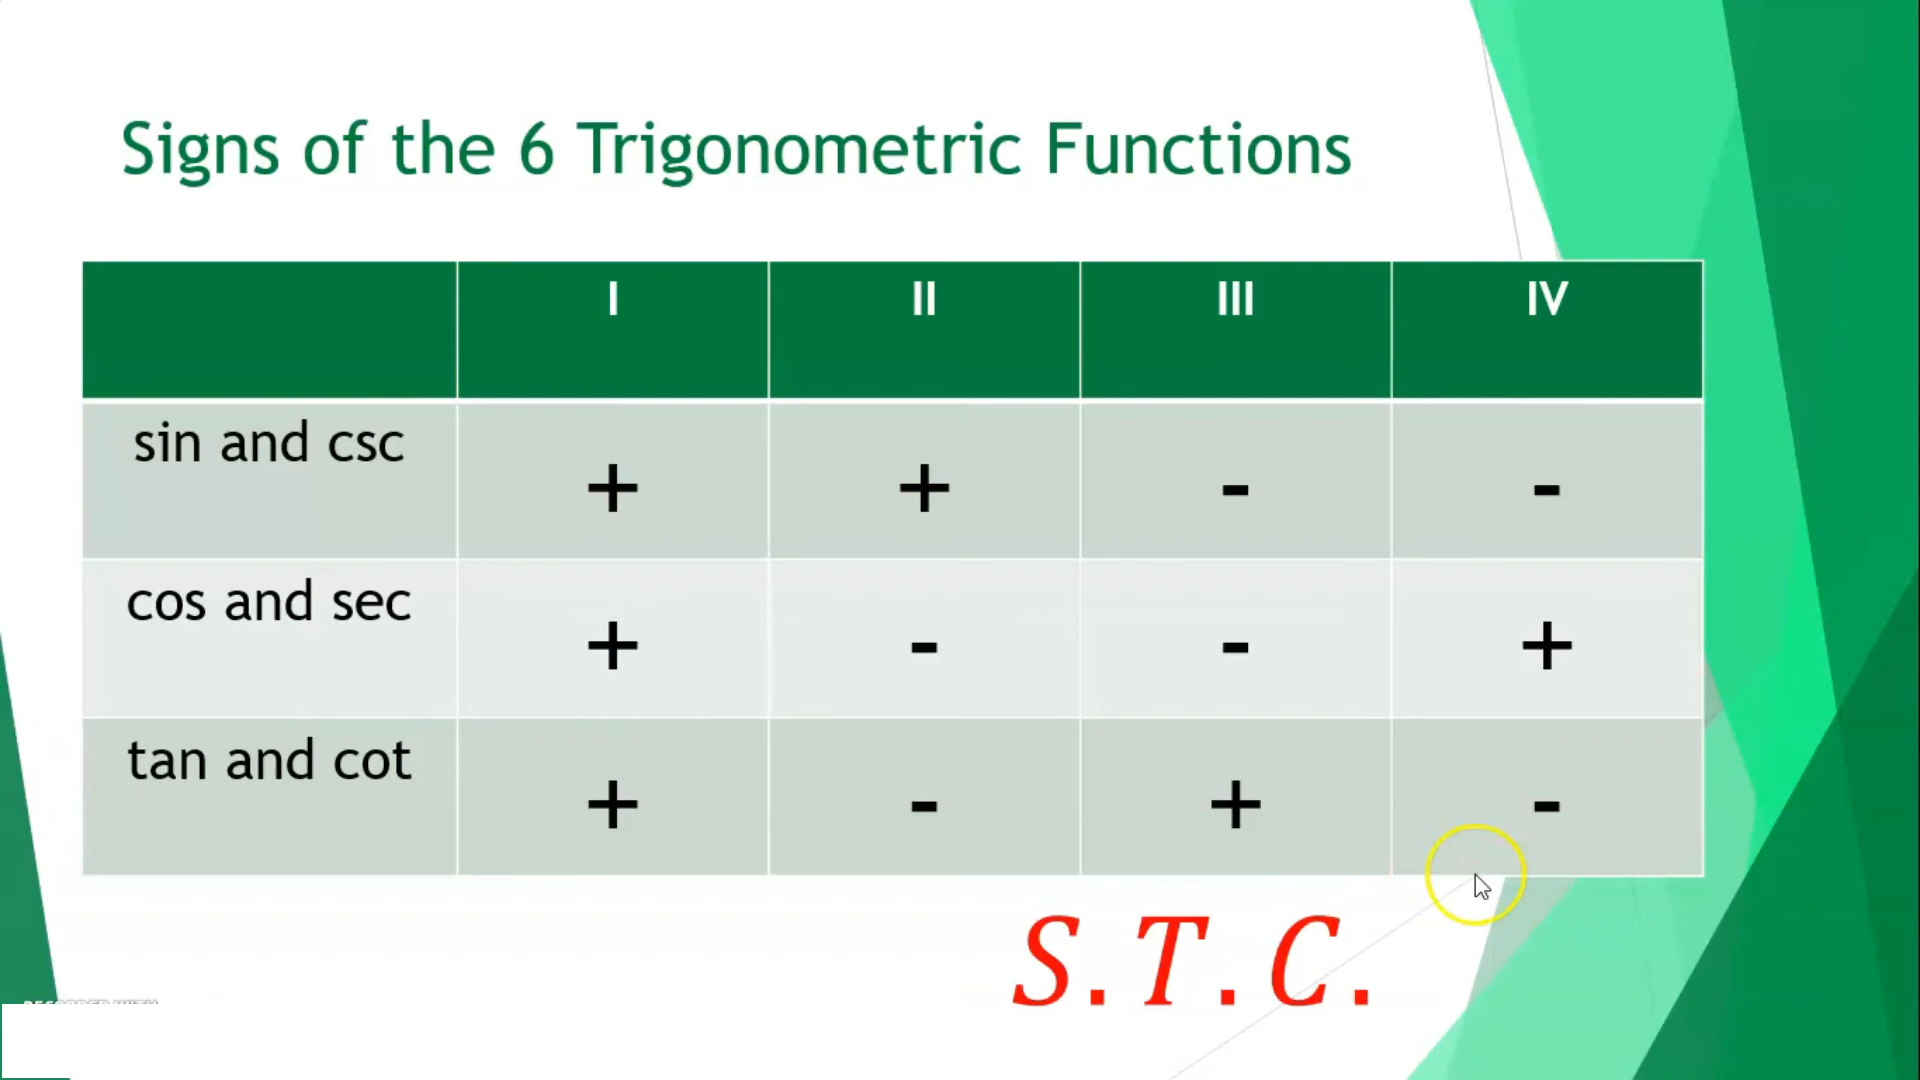 Signs of the 6 Trigonometric Functions
I II III IV
sin and csc + + - -
cos and sec + - - +
tan and cot + - + -
S.T.C.